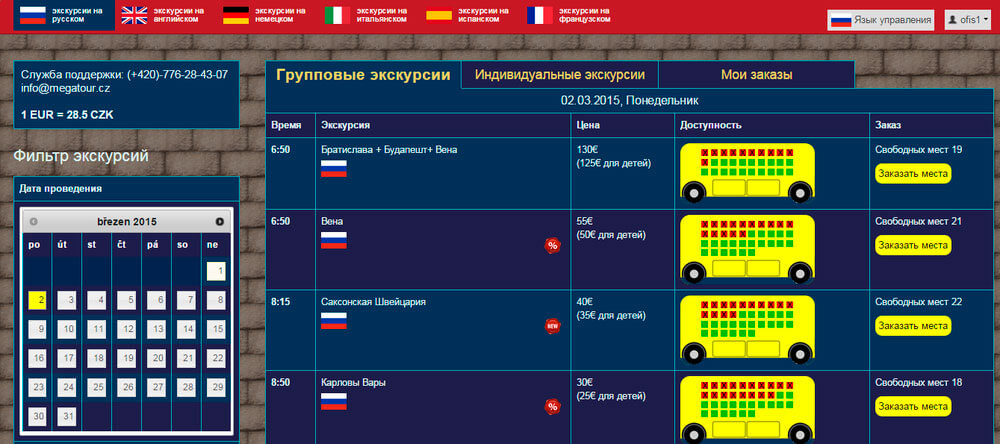 экскурсии на
русском
экскурсии на
английском
экскурсии на
немецком
экскурсии на
итальянском
экскурсии на
испанском
экскурсии на
французском
Язык управления
ofis1
Служба поддержки: (+420)-776-28-43-07
info@megatour.cz
1 EUR = 28.5 CZK
Фильтр экскурсий
Дата проведения
březen 2015
po út st čt pá so ne
1
2 3 4 5 6 7 8
9 10 11 12 13 14 15
16 17 18 19 20 21 22
23 24 25 26 27 28 29
30 31
Групповые экскурсии
Индивидуальные экскурсии
Мои заказы
02.03.2015, Понедельник
Время Экскурсия Цена Доступность Заказ
6:50 Братислава + Будапешт+ Вена 130€ Свободных мест 19
(125€ для детей)
Заказать места
6:50 Вена 55€ Свободных мест 21
(50€ для детей)
%
Заказать места
8:15 Саксонская Швейцария 40€ Свободных мест 22
(35€ для детей)
NEW
Заказать места
8:50 Карловы Вары 30€ Свободных мест 18
(25€ для детей)
%
Заказать места